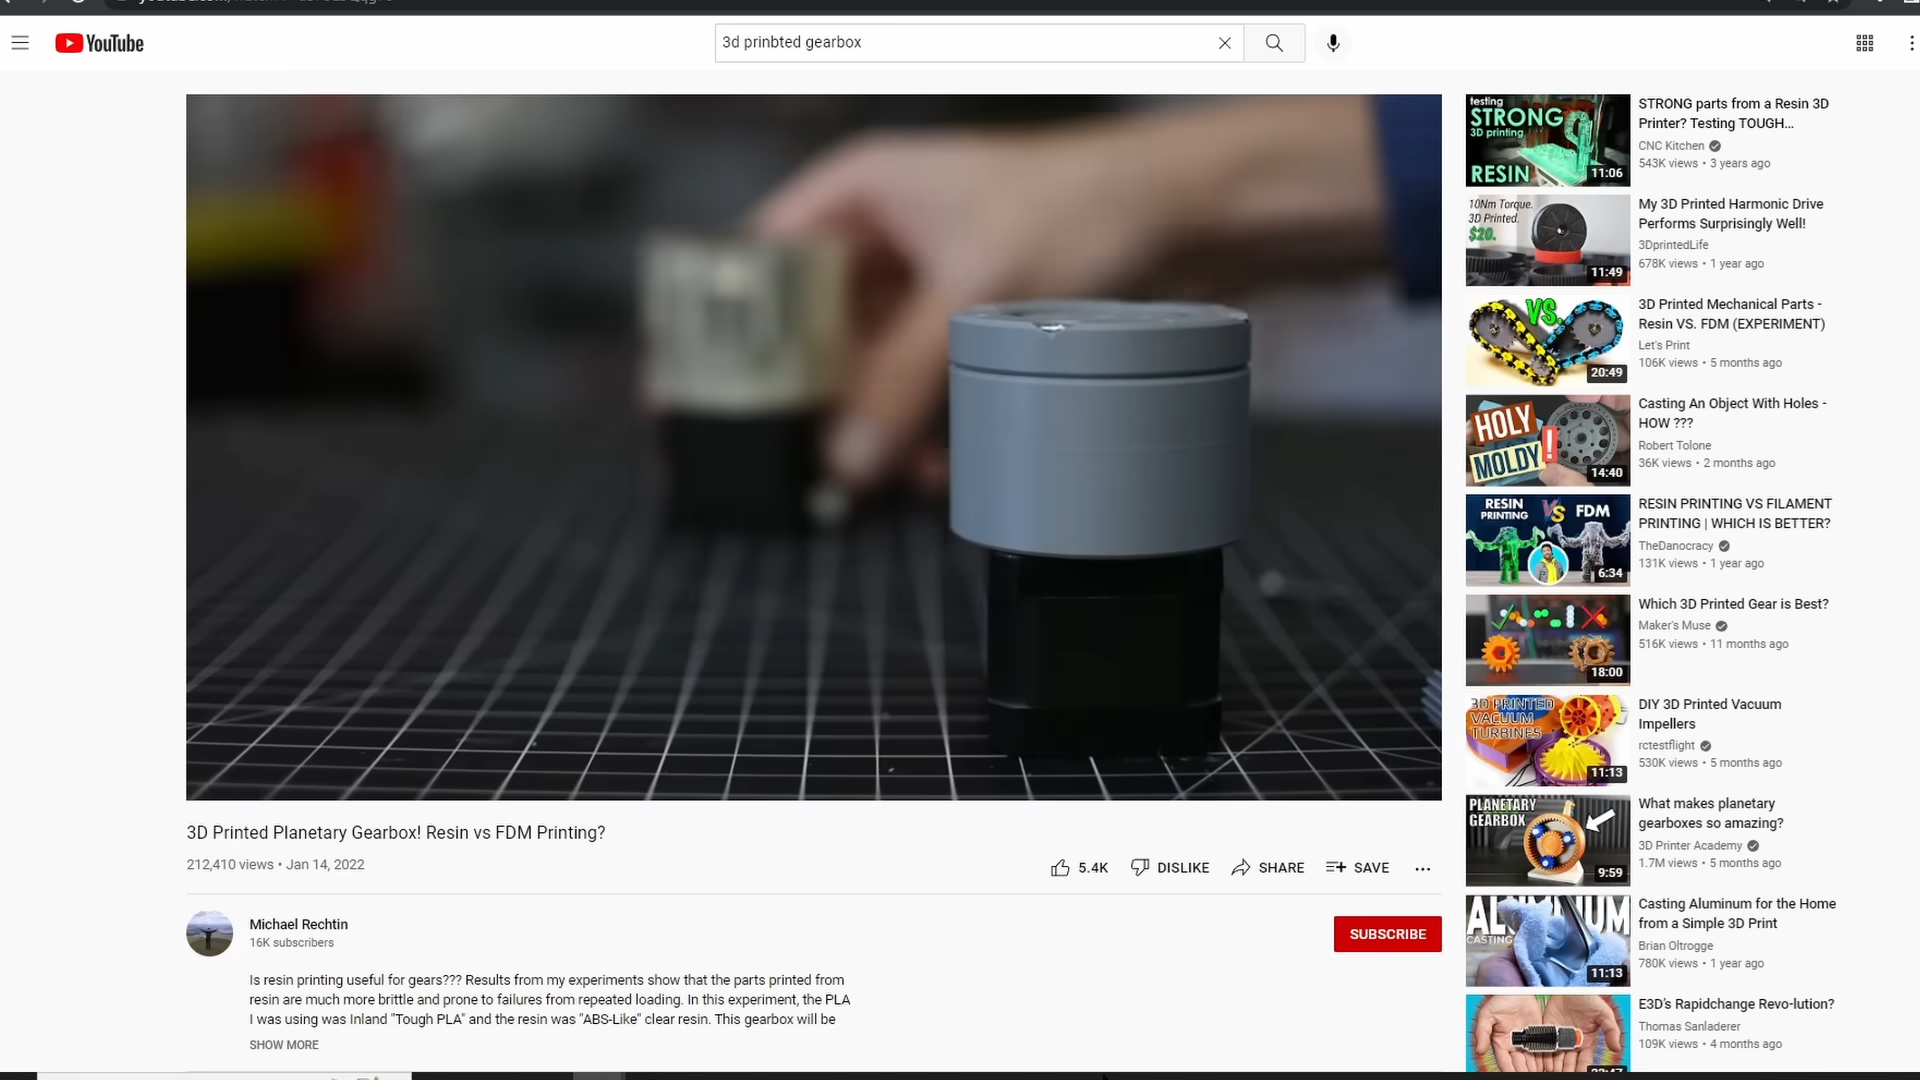 YouTube
3d prinbted gearbox
3D Printed Planetary Gearbox! Resin vs FDM Printing?
212,410 views • Jan 14, 2022
5.4K
DISLIKE
SHARE
SAVE
Michael Rechtin
16K subscribers
SUBSCRIBE
Is resin printing useful for gears??? Results from my experiments show that the parts printed from
resin are much more brittle and prone to failures from repeated loading. In this experiment, the PLA
I was using was Inland "Tough PLA" and the resin was "ABS-Like" clear resin. This gearbox will be
SHOW MORE
testing
STRONG
3D printing
RESIN
11:06
STRONG parts from a Resin 3D
Printer? Testing TOUGH...
CNC Kitchen
543K views • 3 years ago
10Nm Torque.
3D Printed.
$20.
11:49
My 3D Printed Harmonic Drive
Performs Surprisingly Well!
3DprintedLife
678K views • 1 year ago
VS.
20:49
3D Printed Mechanical Parts -
Resin VS. FDM (EXPERIMENT)
Let's Print
106K views • 5 months ago
HOLY
MOLDY!
14:40
Casting An Object With Holes -
HOW ???
Robert Tolone
36K views • 2 months ago
RESIN
PRINTING
VS
FDM
6:34
RESIN PRINTING VS FILAMENT
PRINTING | WHICH IS BETTER?
TheDanocracy
131K views • 1 year ago
18:00
Which 3D Printed Gear is Best?
Maker's Muse
516K views • 11 months ago
3D PRINTED
VACUUM
TURBINES
11:13
DIY 3D Printed Vacuum
Impellers
rctestflight
530K views • 5 months ago
PLANETARY
GEARBOX
9:59
What makes planetary
gearboxes so amazing?
3D Printer Academy
1.7M views • 5 months ago
CASTING
11:13
Casting Aluminum for the Home
from a Simple 3D Print
Brian Oltrogge
780K views • 1 year ago
E3D's Rapidchange Revo-lution?
Thomas Sanladerer
109K views • 4 months ago